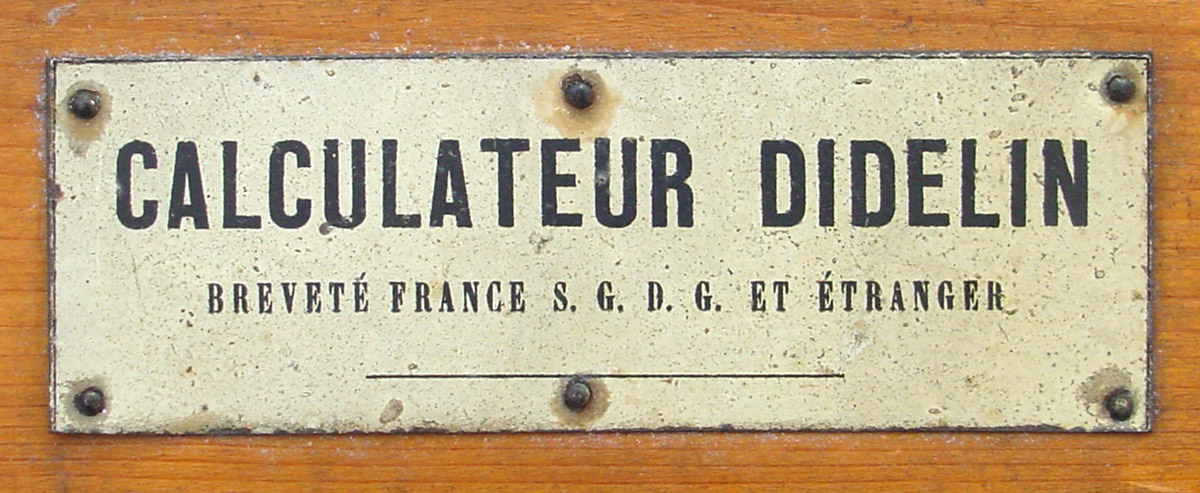 CALCULATEUR DIDELIN
BREVETÉ FRANCE S. G. D. G. ET ÉTRANGER